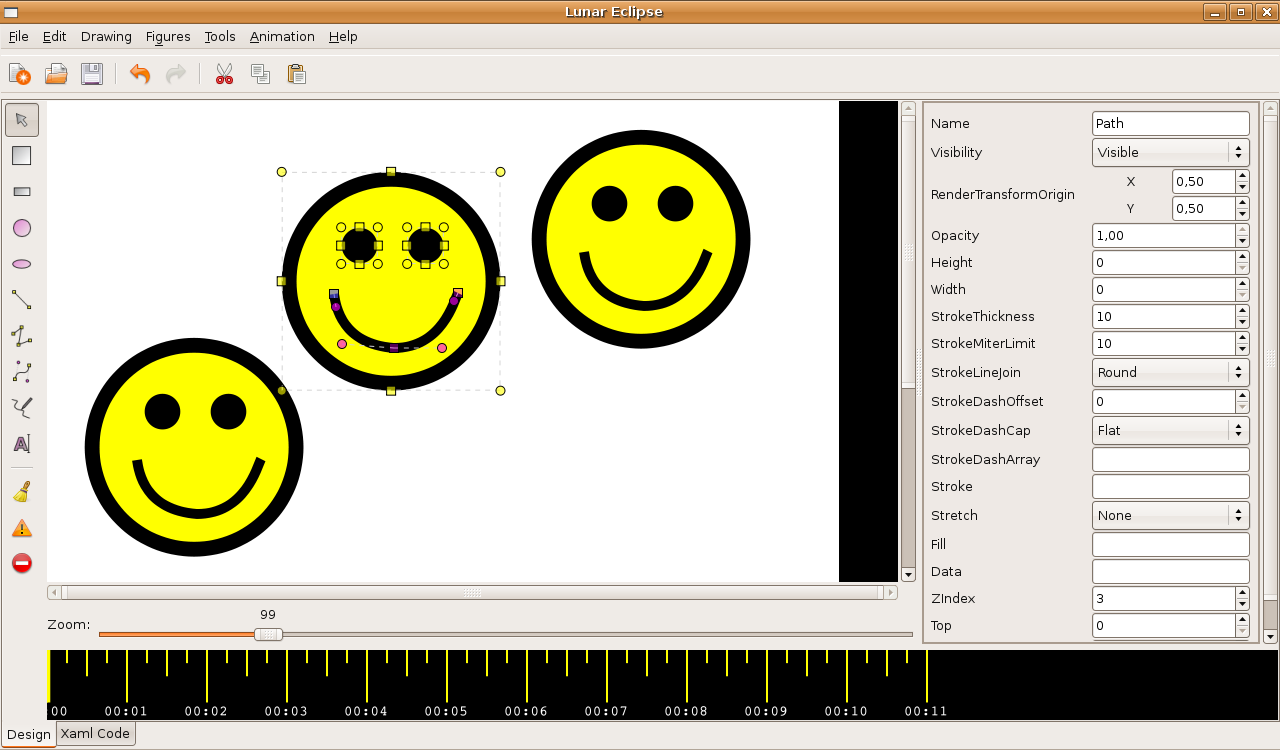 Lunar Eclipse
File Edit Drawing Figures Tools Animation Help
Name Path
Visibility Visible
RenderTransformOrigin X 0,50
Y 0,50
Opacity 1,00
Height 0
Width 0
StrokeThickness 10
StrokeMiterLimit 10
StrokeLineJoin Round
StrokeDashOffset 0
StrokeDashCap Flat
StrokeDashArray
Stroke
Stretch None
Fill
Data
ZIndex 3
Top 0
99
Zoom:
:00 00:01 00:02 00:03 00:04 00:05 00:06 00:07 00:08 00:09 00:10 00:11
Design Xaml Code